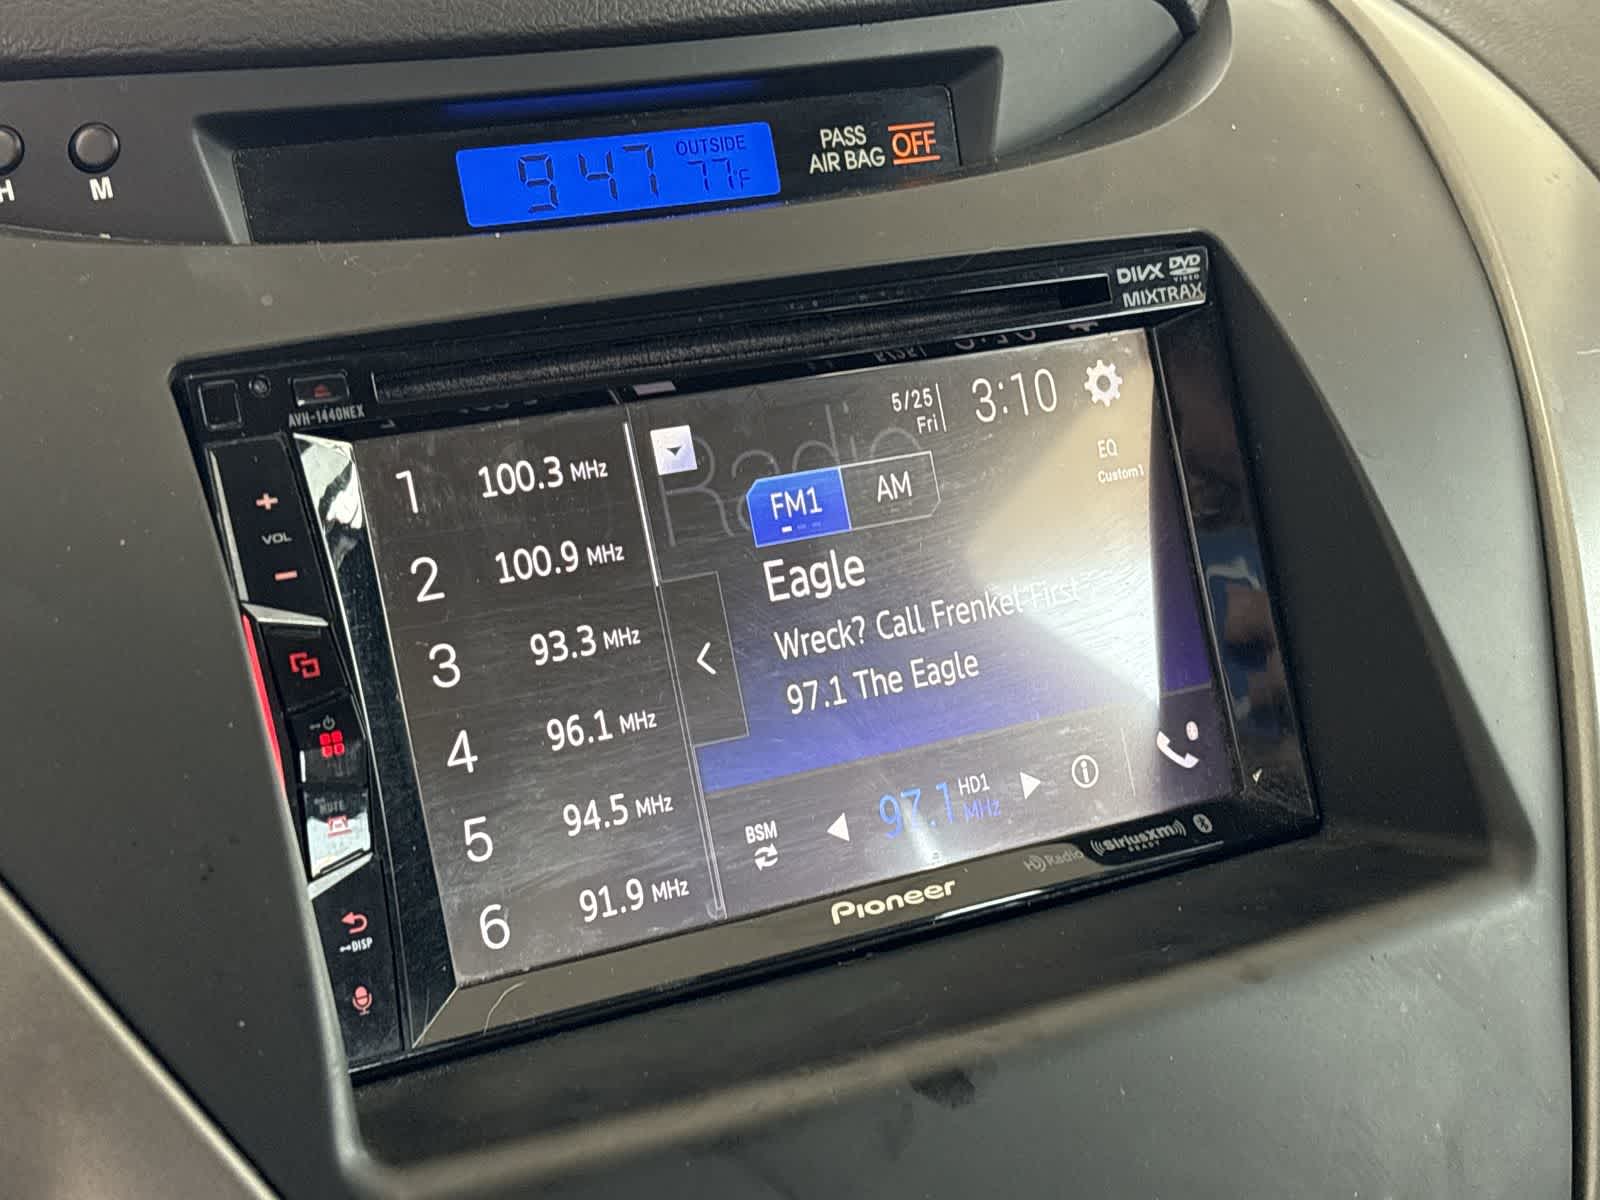 H
M
9 47
OUTSIDE
77°F
PASS
AIR BAG
OFF
DIVX
DVD
VIDEO
MIXTRAX
AVH-1440NEX
VOL
MUTE
DISP
1 100.3 MHz
2 100.9 MHz
3 93.3 MHz
4 96.1 MHz
5 94.5 MHz
6 91.9 MHz
Radio
5/25
Fri
3:10
EQ
Custom1
FM1
AM
Eagle
Wreck? Call Frenkel First
97.1 The Eagle
BSM
97.1 HD1
MHz
HD Radio
SiriusXM
READY
Pioneer